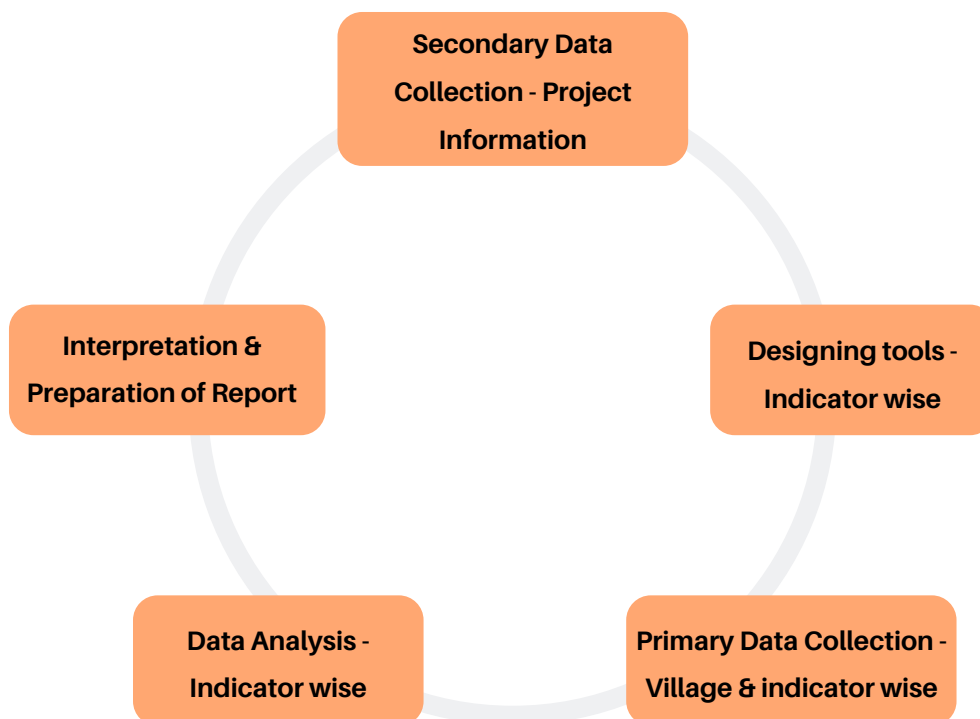 Secondary Data
Collection - Project
Information
Designing tools -
Indicator wise
Primary Data Collection -
Village & indicator wise
Data Analysis -
Indicator wise
Interpretation &
Preparation of Report